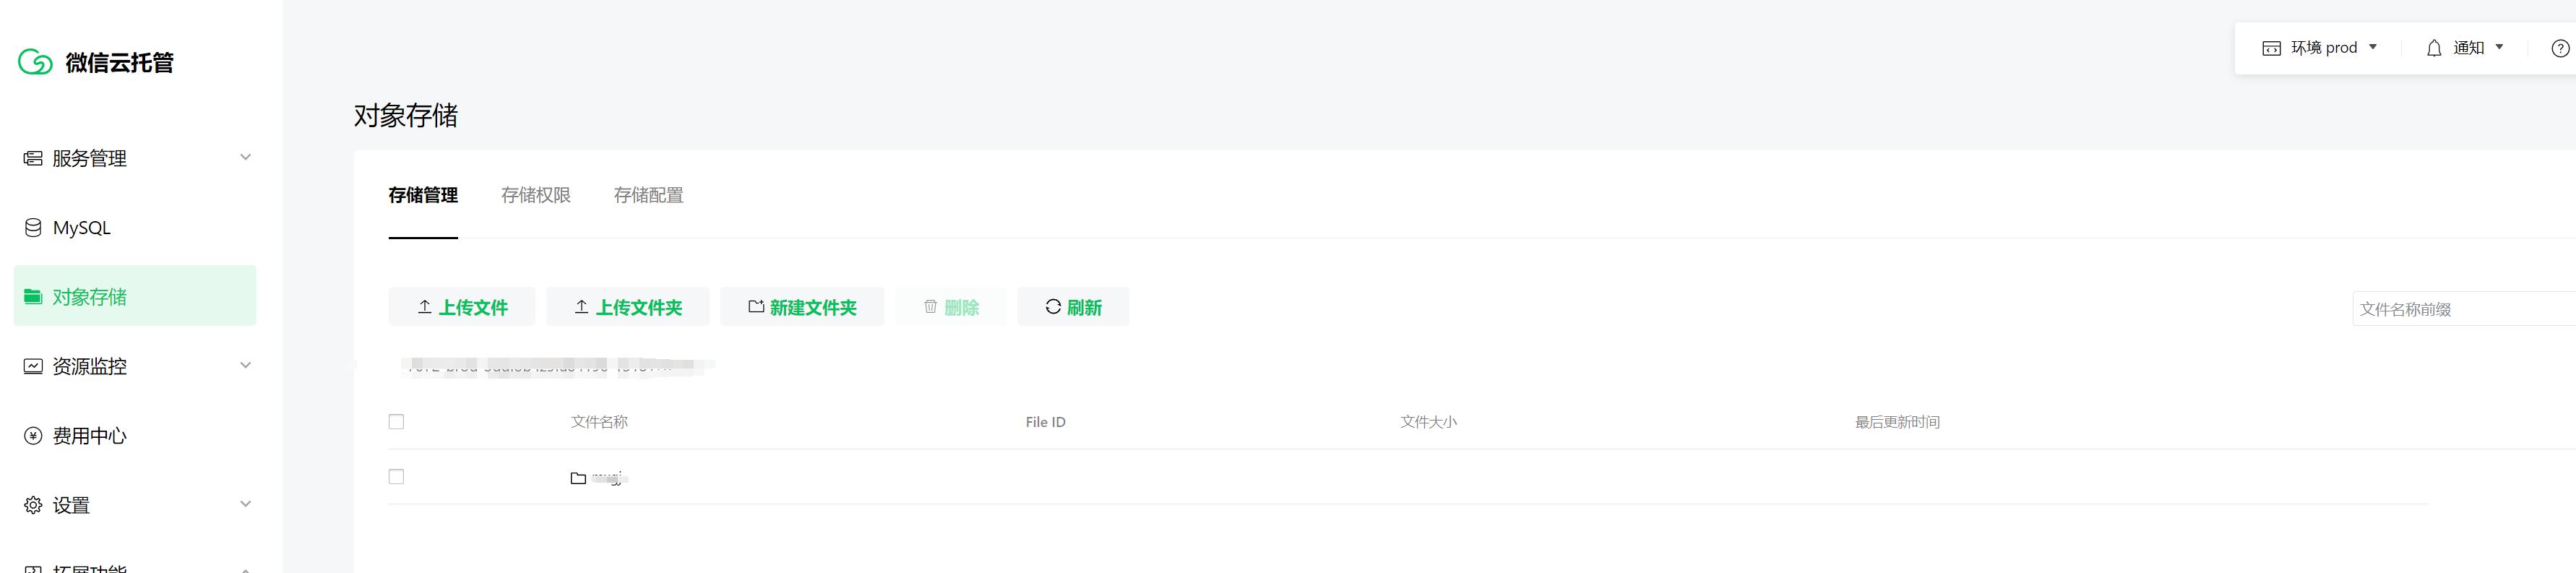 微信云托管
环境 prod
通知
对象存储
服务管理
存储管理 存储权限 存储配置
MySQL
对象存储
上传文件 上传文件夹 新建文件夹 删除 刷新
文件名称前缀
资源监控
文件名称 File ID 文件大小 最后更新时间
费用中心
设置
拓展功能